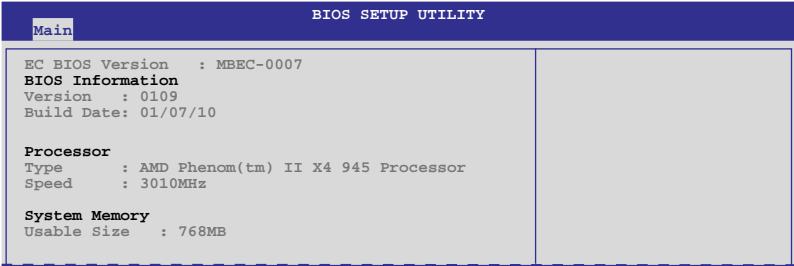 BIOS SETUP UTILITY
Main
EC BIOS Version : MBEC-0007
BIOS Information
Version : 0109
Build Date: 01/07/10
Processor
Type : AMD Phenom(tm) II X4 945 Processor
Speed : 3010MHz
System Memory
Usable Size : 768MB